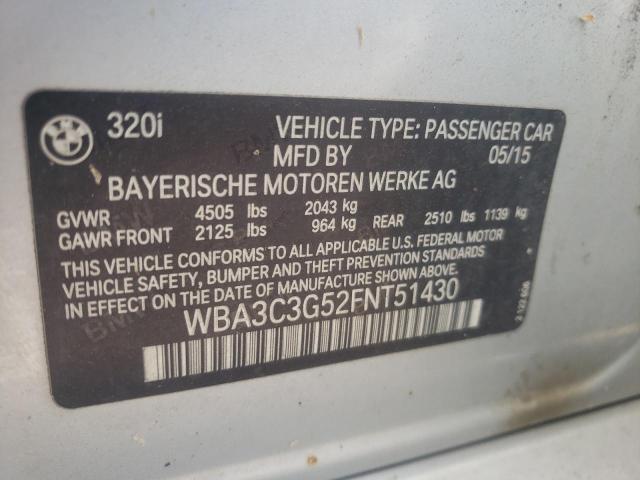 320i VEHICLE TYPE: PASSENGER CAR
MFD BY 05/15
BAYERISCHE MOTOREN WERKE AG
GVWR 4505 lbs 2043 kg
GAWR FRONT 2125 lbs 964 kg REAR 2510 lbs 1139 kg
THIS VEHICLE CONFORMS TO ALL APPLICABLE U.S. FEDERAL MOTOR
VEHICLE SAFETY, BUMPER AND THEFT PREVENTION STANDARDS
IN EFFECT ON THE DATE OF MANUFACTURE SHOWN ABOVE.
WBA3C3G52FNT51430